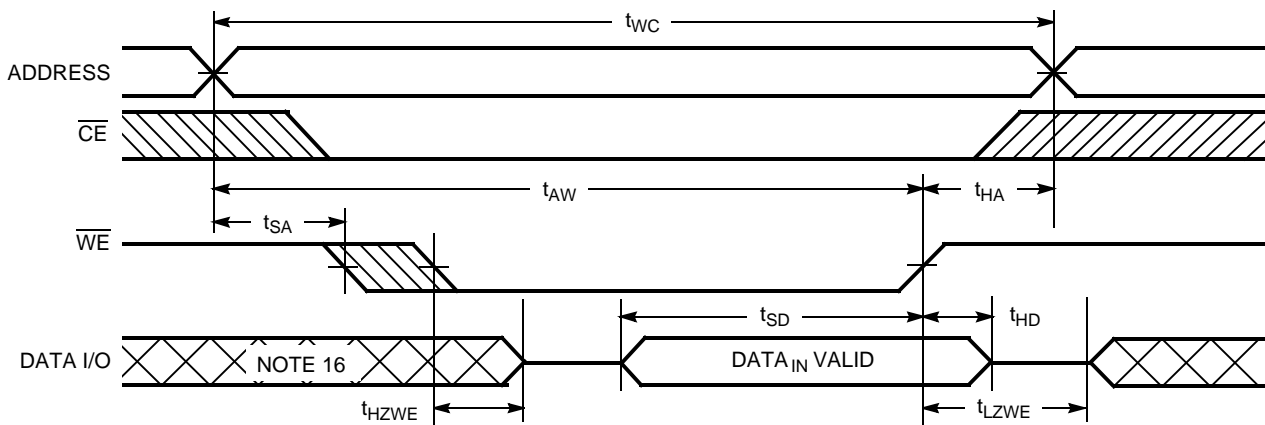 tWC
ADDRESS
CE
tAW
tHA
tSA
WE
tSD
tHD
DATA I/O
NOTE 16
DATAIN VALID
tHZWE
tLZWE